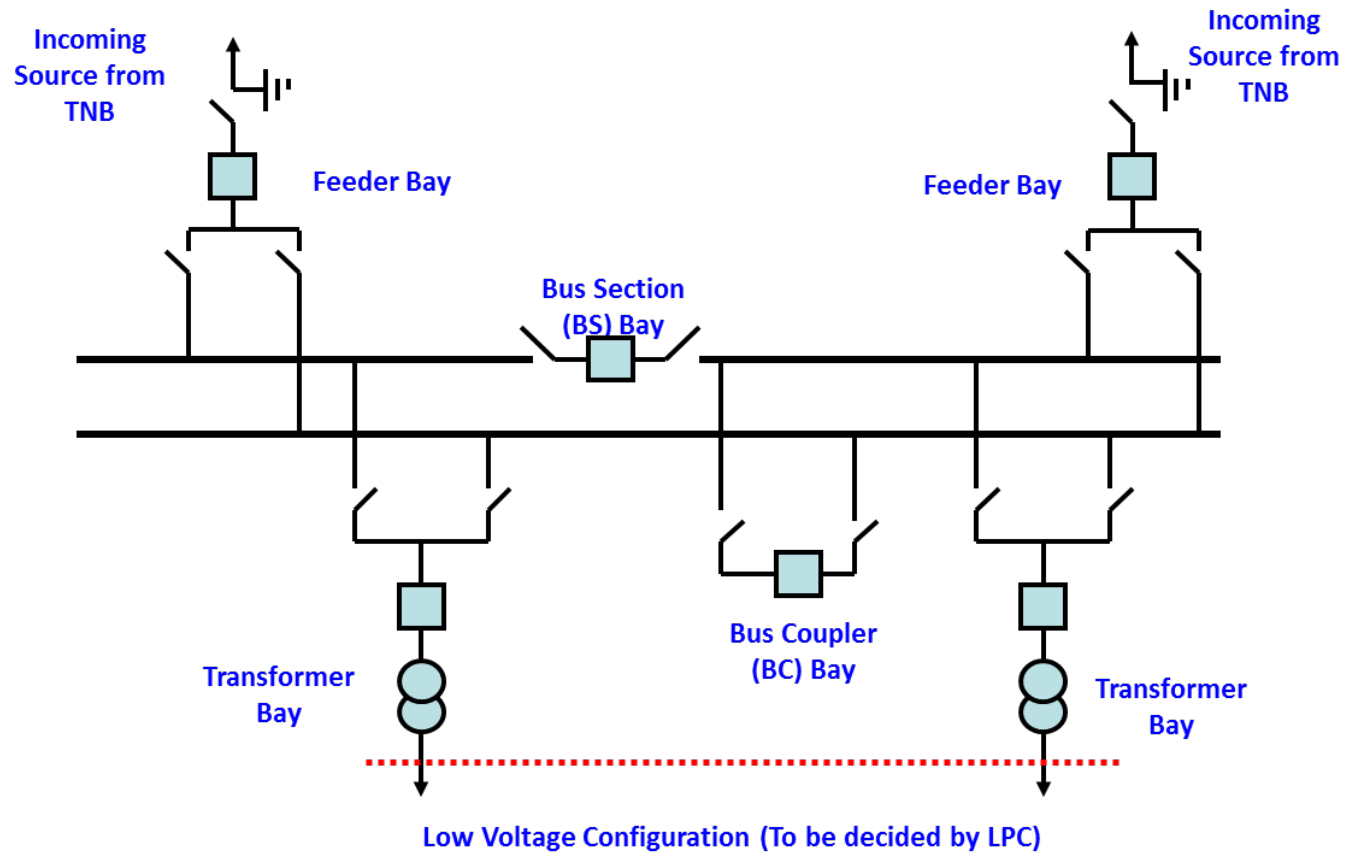 Incoming
Source from
TNB
Incoming
Source from
TNB
Feeder Bay
Feeder Bay
Bus Section
(BS) Bay
Bus Coupler
(BC) Bay
Transformer
Bay
Transformer
Bay
Low Voltage Configuration (To be decided by LPC)